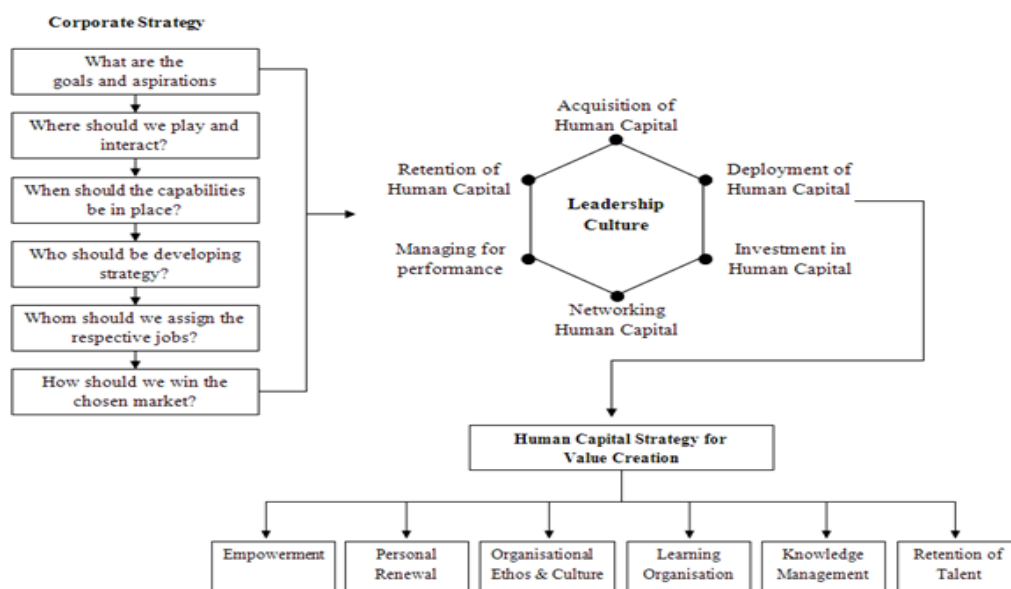 Corporate Strategy
What are the
goals and aspirations
Where should we play and
interact?
When should the capabilities
be in place?
Who should be developing
strategy?
Whom should we assign the
respective jobs?
How should we win the
chosen market?
Acquisition of
Human Capital
Retention of
Human Capital
Deployment of
Human Capital
Leadership
Culture
Managing for
performance
Investment in
Human Capital
Networking
Human Capital
Human Capital Strategy for
Value Creation
Empowerment
Personal
Renewal
Organisational
Ethos & Culture
Learning
Organisation
Knowledge
Management
Retention of
Talent